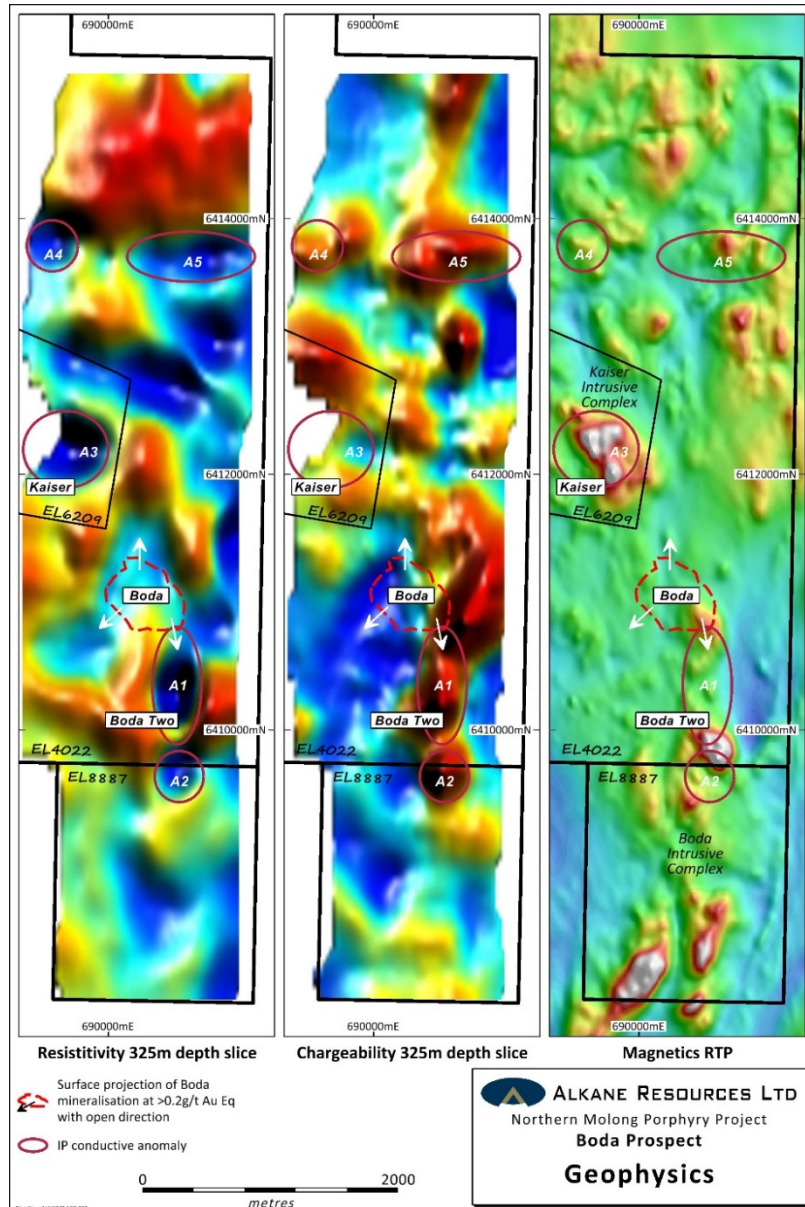 690000mE
690000mE
690000mE
6414000mN
6414000mN
A4
A5
A4
A5
A4
A5
Kaiser
Intrusive
Complex
A3
A3
A3
6412000mN
6412000mN
Kaiser
Kaiser
Kaiser
EL6209
EL6209
EL6209
Boda
Boda
Boda
A1
A1
A1
Boda Two
Boda Two
Boda Two
6410000mN
6410000mN
EL4022
EL4022
EL4022
EL8887
EL8887
EL8887
A2
A2
A2
Boda
Intrusive
Complex
690000mE
690000mE
690000mE
Resistitivity 325m depth slice
Chargeability 325m depth slice
Magnetics RTP
Surface projection of Boda
mineralisation at >0.2g/t Au Eq
with open direction
IP conductive anomaly
0
2000
metres
ALKANE RESOURCES LTD
Northern Molong Porphyry Project
Boda Prospect
Geophysics